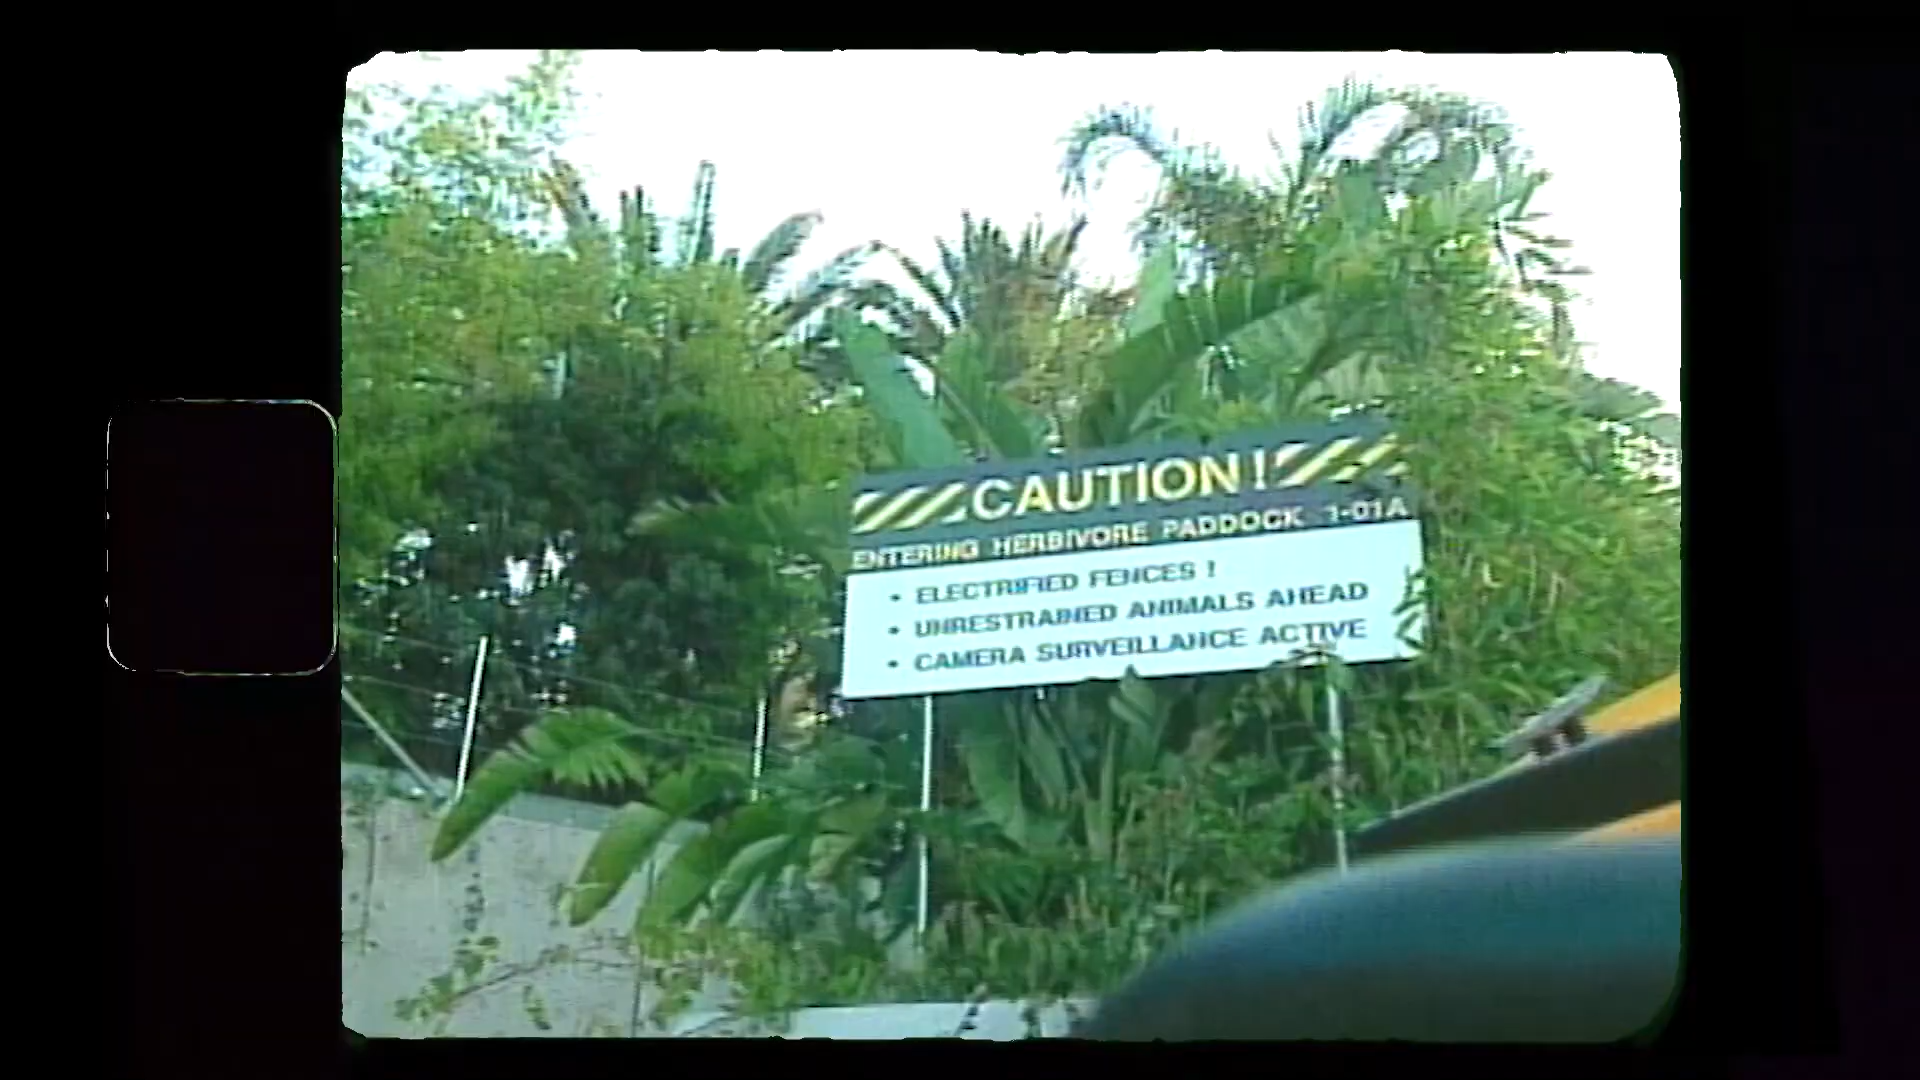 CAUTION!
ENTERING HERBIVORE PADDOCK 1-01A
• ELECTRIFIED FENCES !
• UNRESTRAINED ANIMALS AHEAD
• CAMERA SURVEILLANCE ACTIVE